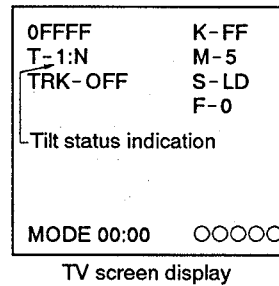 0FFFF K-FF
T-1:N M-5
TRK-OFF S-LD
F-0
Tilt status indication
MODE 00:00 OOOOO
TV screen display